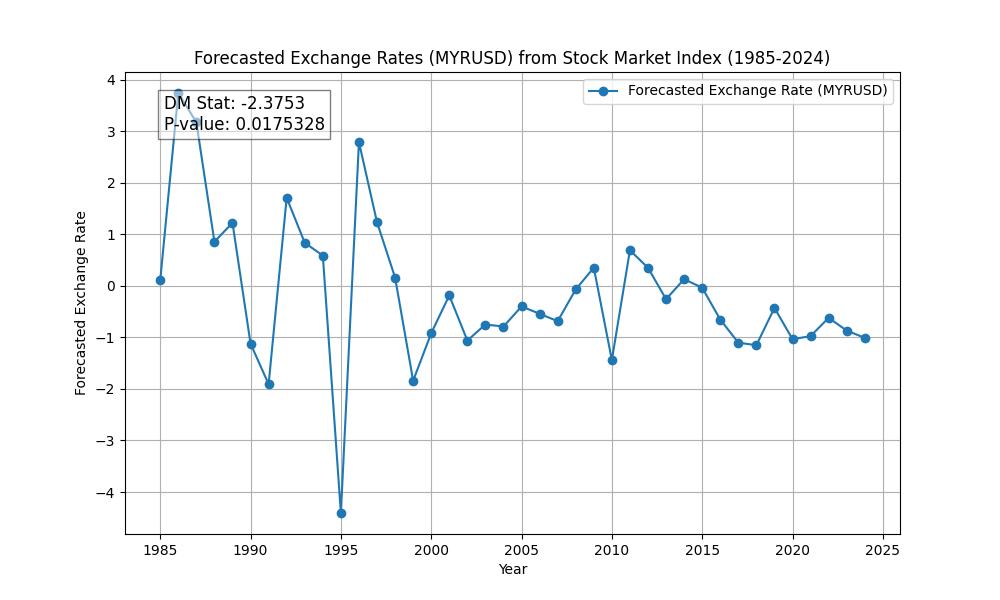 Forecasted Exchange Rates (MYRUSD) from Stock Market Index (1985-2024)
DM Stat: -2.3753
P-value: 0.0175328
Forecasted Exchange Rate (MYRUSD)
Forecasted Exchange Rate
4
3
2
1
0
−1
−2
−3
−4
1985 1990 1995 2000 2005 2010 2015 2020 2025
Year